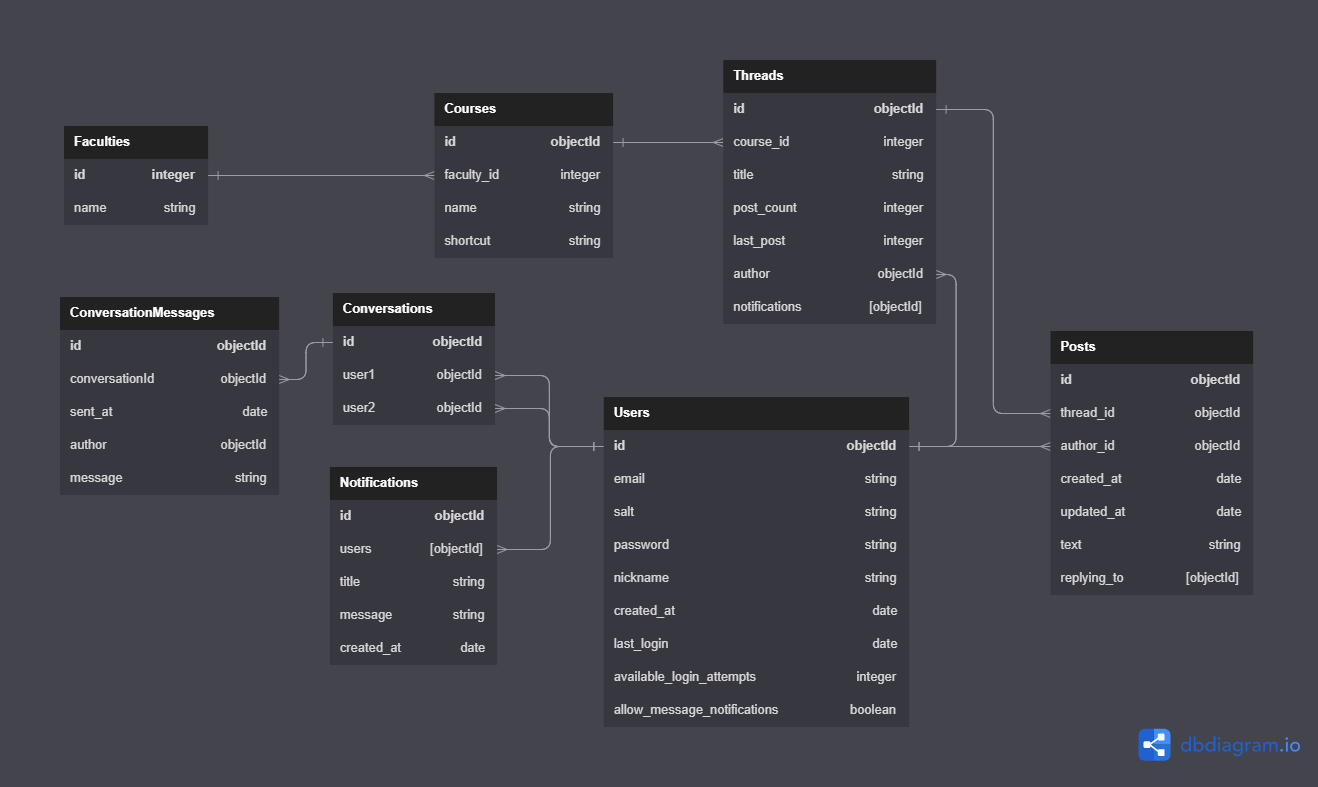 Faculties
id integer
name string
Courses
id objectId
faculty_id integer
name string
shortcut string
Threads
id objectId
course_id integer
title string
post_count integer
last_post integer
author objectId
notifications [objectId]
ConversationMessages
id objectId
conversationId objectId
sent_at date
author objectId
message string
Conversations
id objectId
user1 objectId
user2 objectId
Notifications
id objectId
users [objectId]
title string
message string
created_at date
Users
id objectId
email string
salt string
password string
nickname string
created_at date
last_login date
available_login_attempts integer
allow_message_notifications boolean
Posts
id objectId
thread_id objectId
author_id objectId
created_at date
updated_at date
text string
replying_to [objectId]
dbdiagram.io